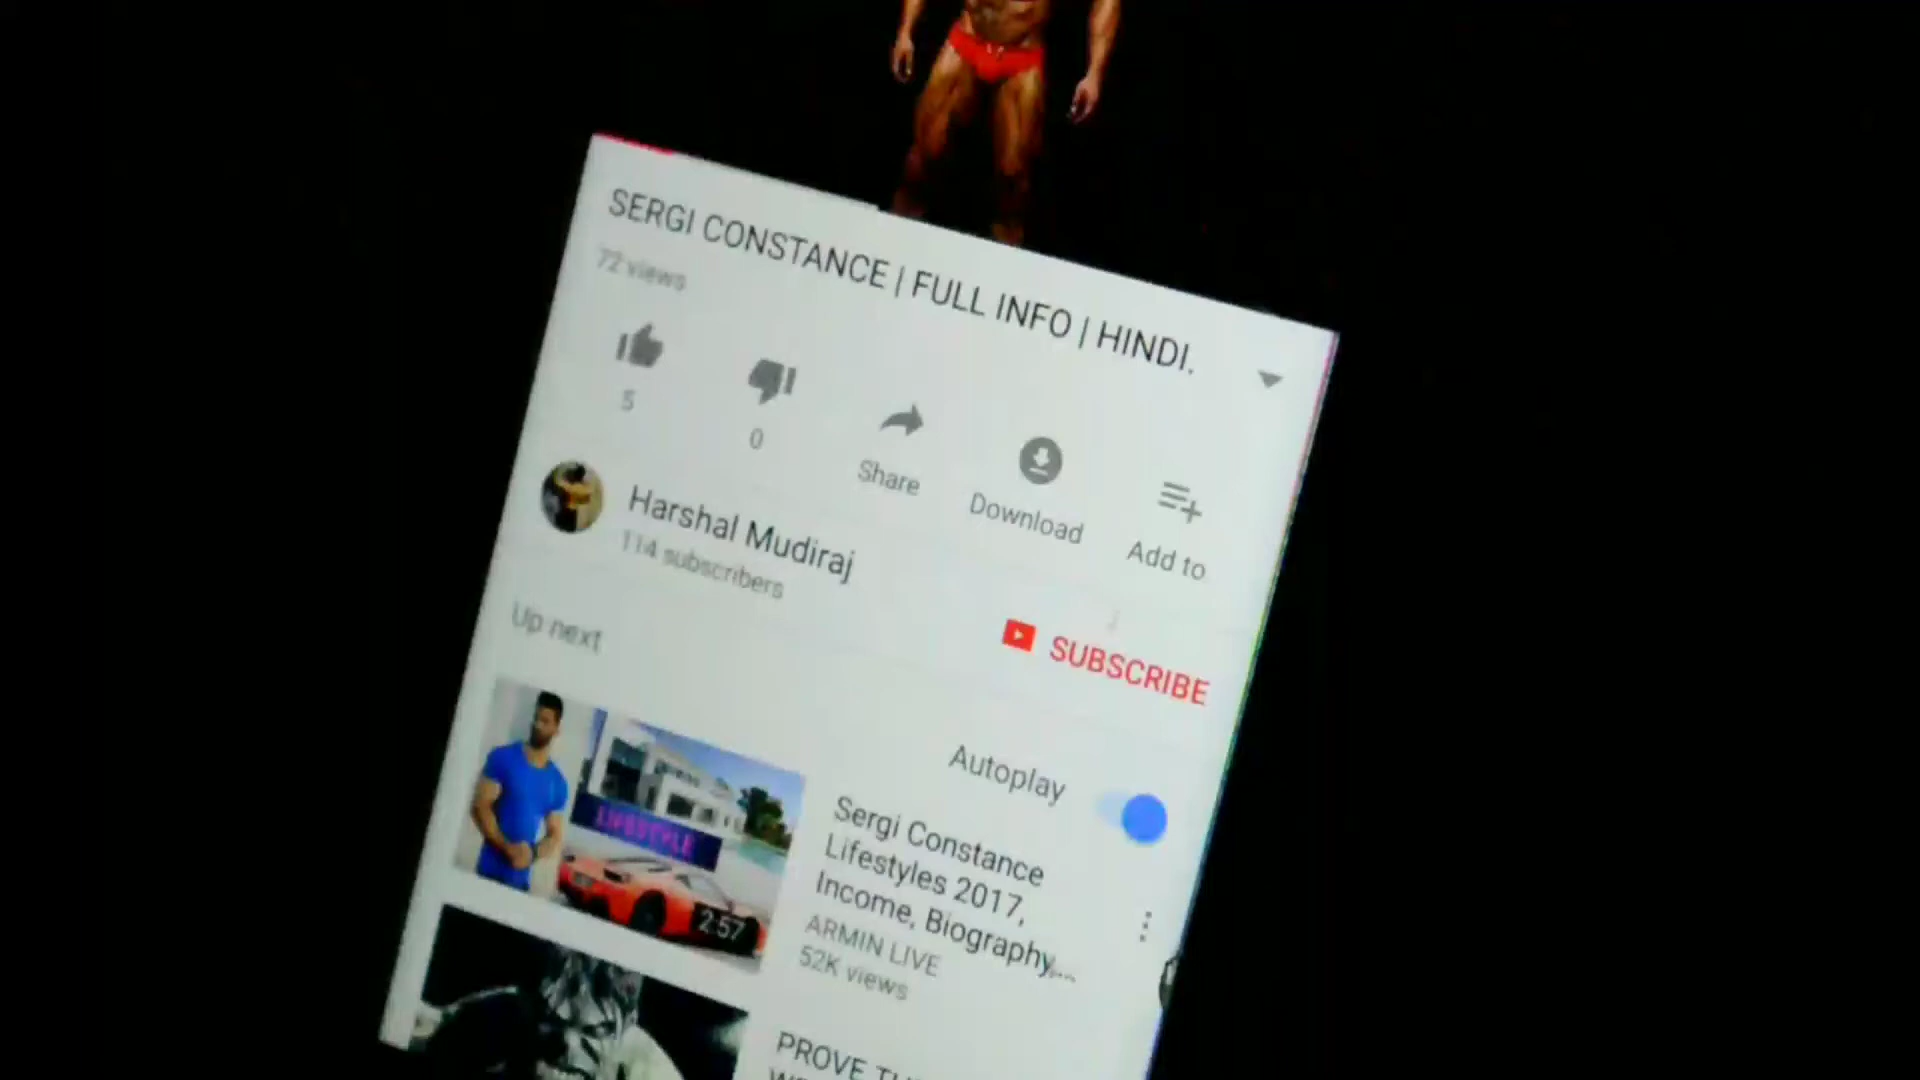 SERGI CONSTANCE | FULL INFO | HINDI.
72 views
5
0
Share
Download
Add to
Harshal Mudiraj
114 subscribers
SUBSCRIBE
Up next
Autoplay
LIFESTYLE
2:57
Sergi Constance
Lifestyles 2017,
Income, Biography,...
ARMIN LIVE
52K views
PROVE